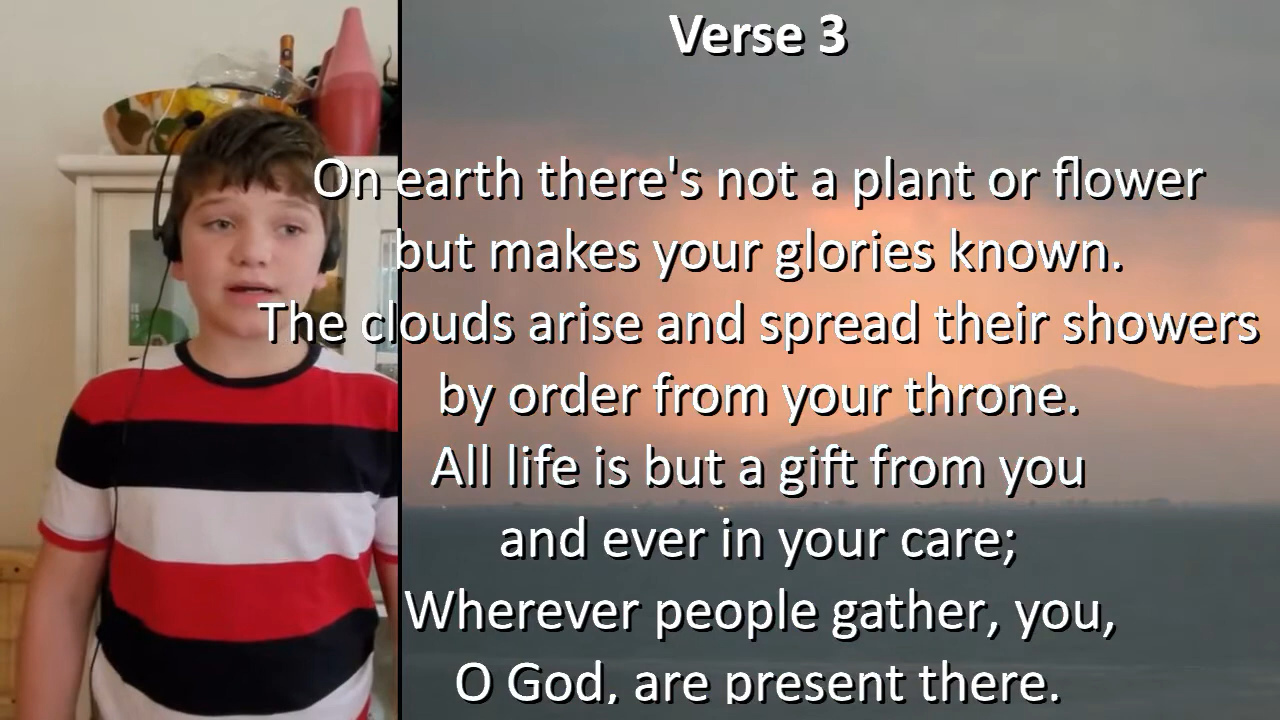 Verse 3
On earth there's not a plant or flower
but makes your glories known.
The clouds arise and spread their showers
by order from your throne.
All life is but a gift from you
and ever in your care;
Wherever people gather, you,
O God, are present there.